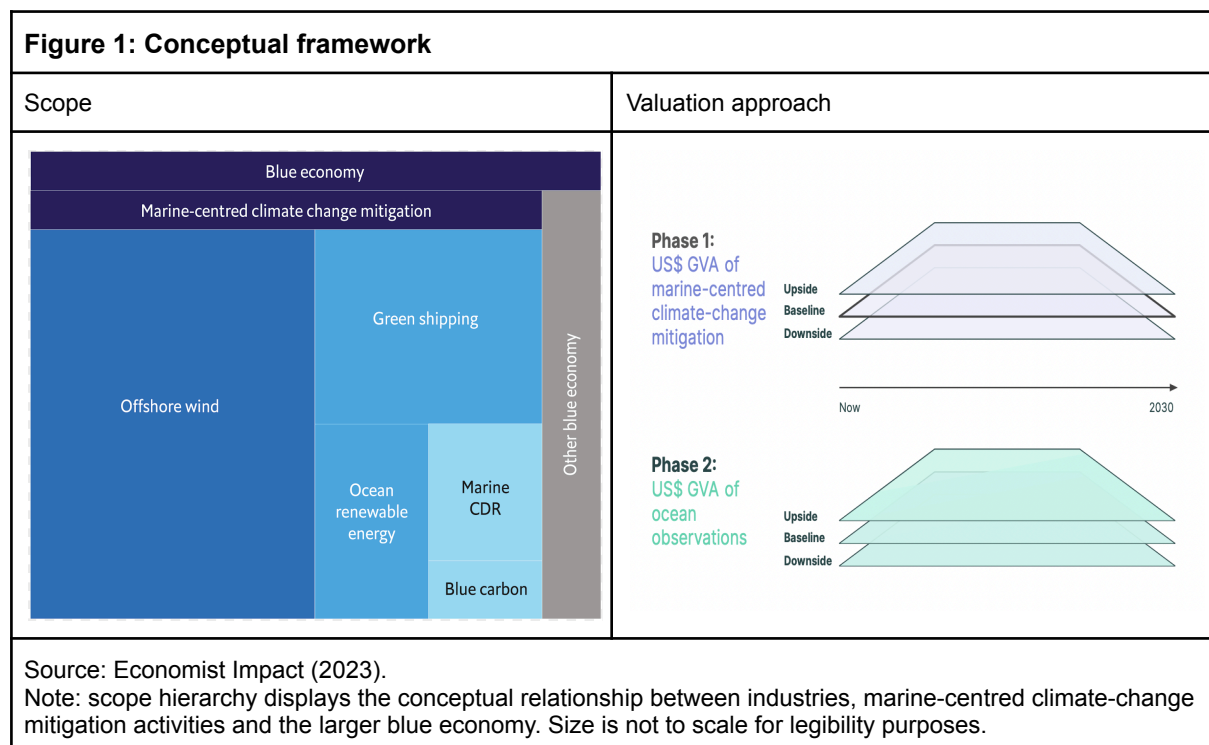 Figure 1: Conceptual framework
Scope
Valuation approach
Blue economy
Marine-centred climate change mitigation
Offshore wind
Green shipping
Ocean
renewable
energy
Marine
CDR
Blue carbon
Other blue economy
Phase 1:
US$ GVA of
marine-centred
climate-change
mitigation
Upside
Baseline
Downside
Now
2030
Phase 2:
US$ GVA of
ocean
observations
Upside
Baseline
Downside
Source: Economist Impact (2023).
Note: scope hierarchy displays the conceptual relationship between industries, marine-centred climate-change
mitigation activities and the larger blue economy. Size is not to scale for legibility purposes.